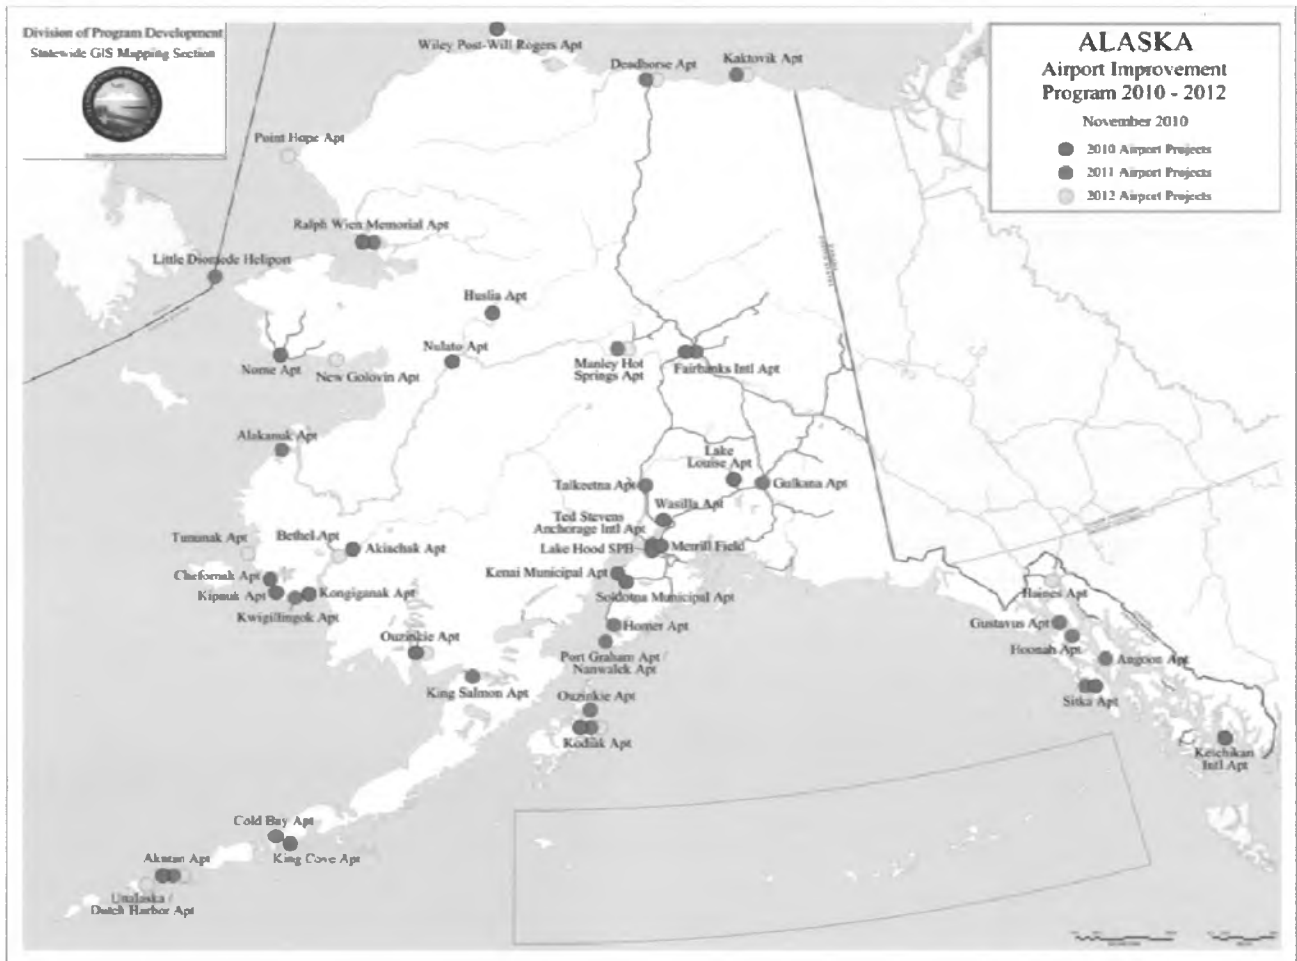 Division of Program Development
Statewide GIS Mapping Section
ALASKA
Airport Improvement
Program 2010 - 2012
November 2010
2010 Airport Projects
2011 Airport Projects
2012 Airport Projects
Wiley Post-Will Rogers Apt
Deadhorse Apt
Kaktovik Apt
Point Hope Apt
Ralph Wien Memorial Apt
Little Diomede Heliport
Huslia Apt
Nulato Apt
Nome Apt
New Golovin Apt
Manley Hot
Springs Apt
Fairbanks Intl Apt
Alakanuk Apt
Lake
Louise Apt
Talkeetna Apt
Gulkana Apt
Wasilla Apt
Ted Stevens
Anchorage Intl Apt
Lake Hood SPB
Merrill Field
Tununak Apt
Bethel Apt
Akiachak Apt
Chefornak Apt
Kipnuk Apt
Kongiganak Apt
Kwigillingok Apt
Kenai Municipal Apt
Soldotna Municipal Apt
Homer Apt
Port Graham Apt /
Nanwalek Apt
Ouzinkie Apt
King Salmon Apt
Ouzinkie Apt
Kodiak Apt
Haines Apt
Gustavus Apt
Hoonah Apt
Angoon Apt
Sitka Apt
Ketchikan
Intl Apt
Cold Bay Apt
King Cove Apt
Akutan Apt
Unalaska /
Dutch Harbor Apt